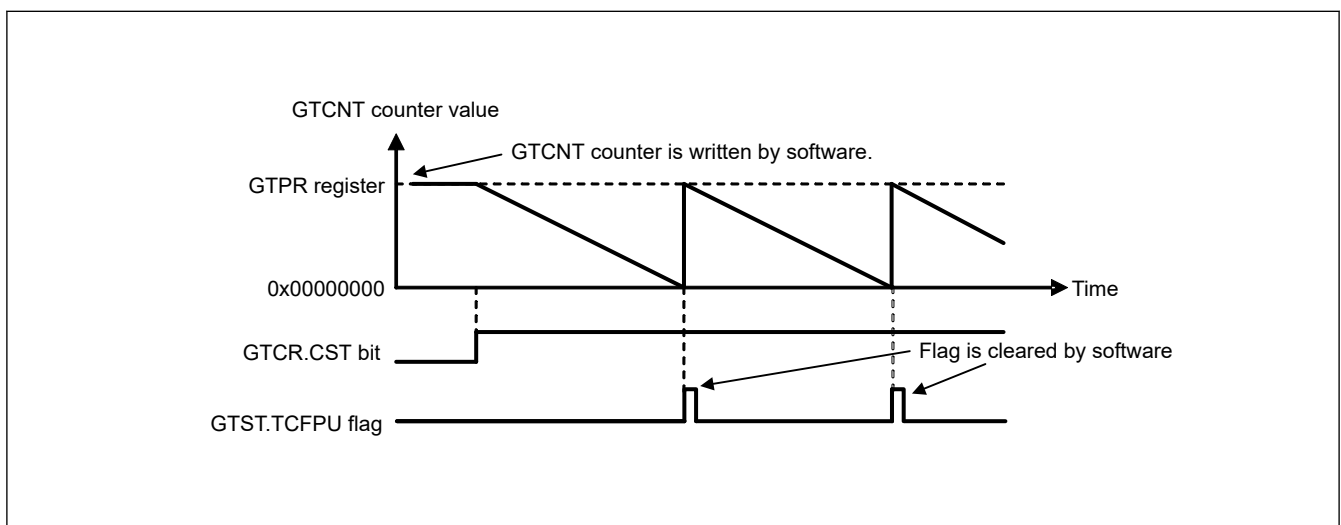 GTCNT counter value
GTCNT counter is written by software.
GTPR register
0x00000000
Time
GTCR.CST bit
Flag is cleared by software
GTST.TCFPU flag